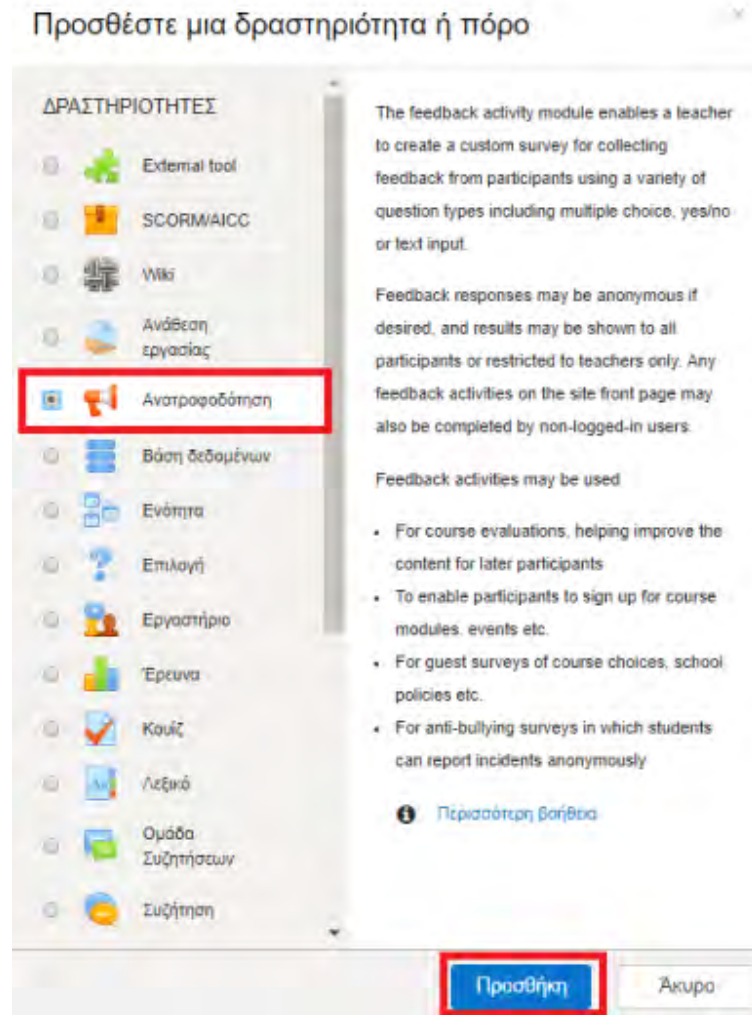 Προσθέστε μια δραστηριότητα ή πόρο
×
ΔΡΑΣΤΗΡΙΟΤΗΤΕΣ
External tool
SCORM/AICC
Wiki
Ανάθεση
εργασίας
Ανατροφοδότηση
Βάση δεδομένων
Ενότητα
Επιλογή
Εργαστήριο
Έρευνα
Κουίζ
Λεξικό
Ομάδα
Συζητήσεων
Συζήτηση
The feedback activity module enables a teacher
to create a custom survey for collecting
feedback from participants using a variety of
question types including multiple choice, yes/no
or text input.
Feedback responses may be anonymous if
desired, and results may be shown to all
participants or restricted to teachers only. Any
feedback activities on the site front page may
also be completed by non-logged-in users.
Feedback activities may be used
• For course evaluations, helping improve the
content for later participants
• To enable participants to sign up for course
modules, events etc.
• For guest surveys of course choices, school
policies etc.
• For anti-bullying surveys in which students
can report incidents anonymously
Περισσότερη βοήθεια
Προσθήκη
Άκυρο